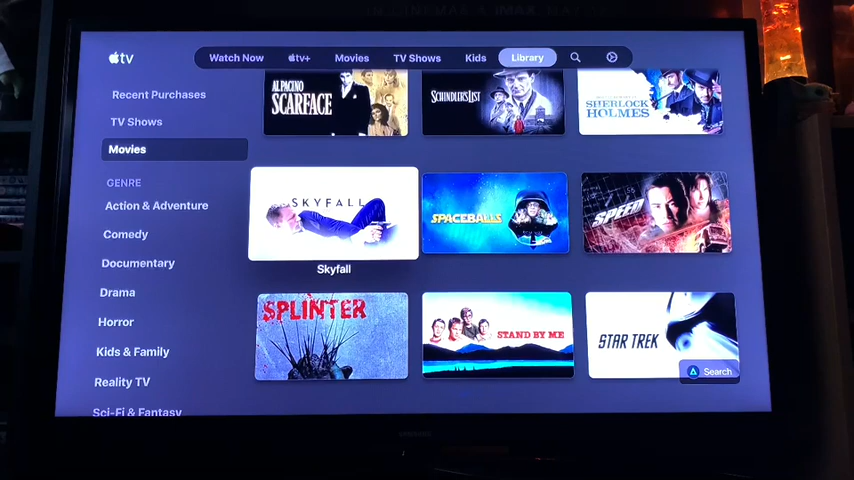 tv
Watch Now
tv+
Movies
TV Shows
Kids
Library
Recent Purchases
TV Shows
Movies
GENRE
Action & Adventure
Comedy
Documentary
Drama
Horror
Kids & Family
Reality TV
Sci-Fi & Fantasy
AL PACINO
SCARFACE
SCHINDLER'S LIST
SHERLOCK
HOLMES
SKYFALL
Skyfall
SPACEBALLS
SPEED
SPLINTER
STAND BY ME
STAR TREK
Search
SAMSUNG